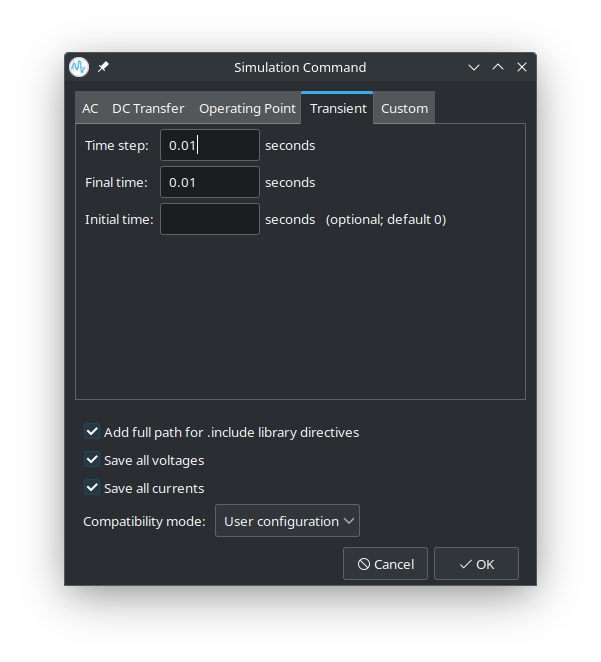 Simulation Command
AC DC Transfer Operating Point Transient Custom
Time step: 0.01 seconds
Final time: 0.01 seconds
Initial time: seconds (optional; default 0)
Add full path for .include library directives
Save all voltages
Save all currents
Compatibility mode: User configuration
Cancel OK